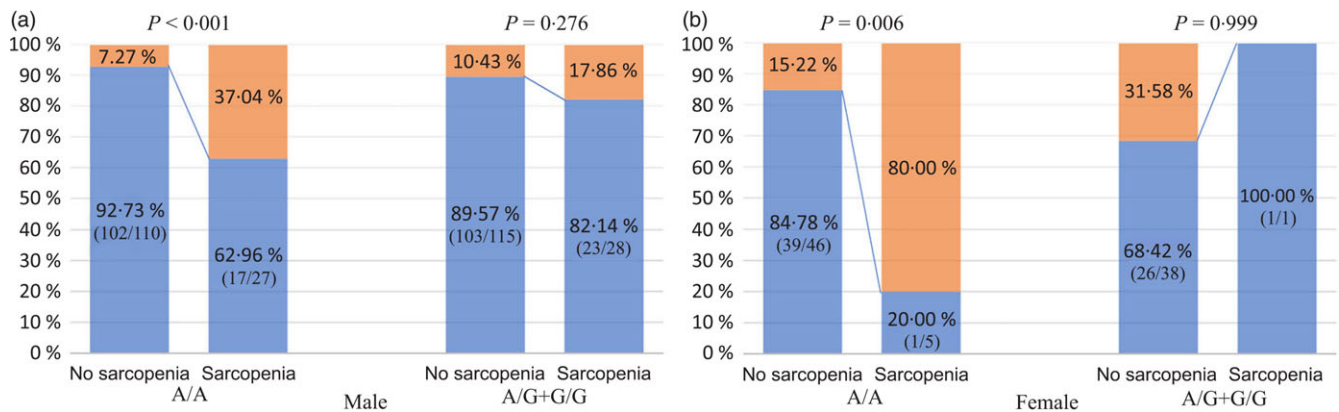 (a)
P < 0·001
P = 0·276
100 %
90 %
80 %
70 %
60 %
50 %
40 %
30 %
20 %
10 %
0 %
7.27 %
37·04 %
10·43 %
17·86 %
92·73 %
(102/110)
62·96 %
(17/27)
89·57 %
(103/115)
82·14 %
(23/28)
No sarcopenia Sarcopenia
A/A
No sarcopenia Sarcopenia
A/G+G/G
Male
(b)
P = 0·006
P = 0·999
100 %
90 %
80 %
70 %
60 %
50 %
40 %
30 %
20 %
10 %
0 %
15·22 %
80·00 %
31·58 %
84·78 %
(39/46)
20·00 %
(1/5)
68·42 %
(26/38)
100·00 %
(1/1)
No sarcopenia Sarcopenia
A/A
No sarcopenia Sarcopenia
A/G+G/G
Female